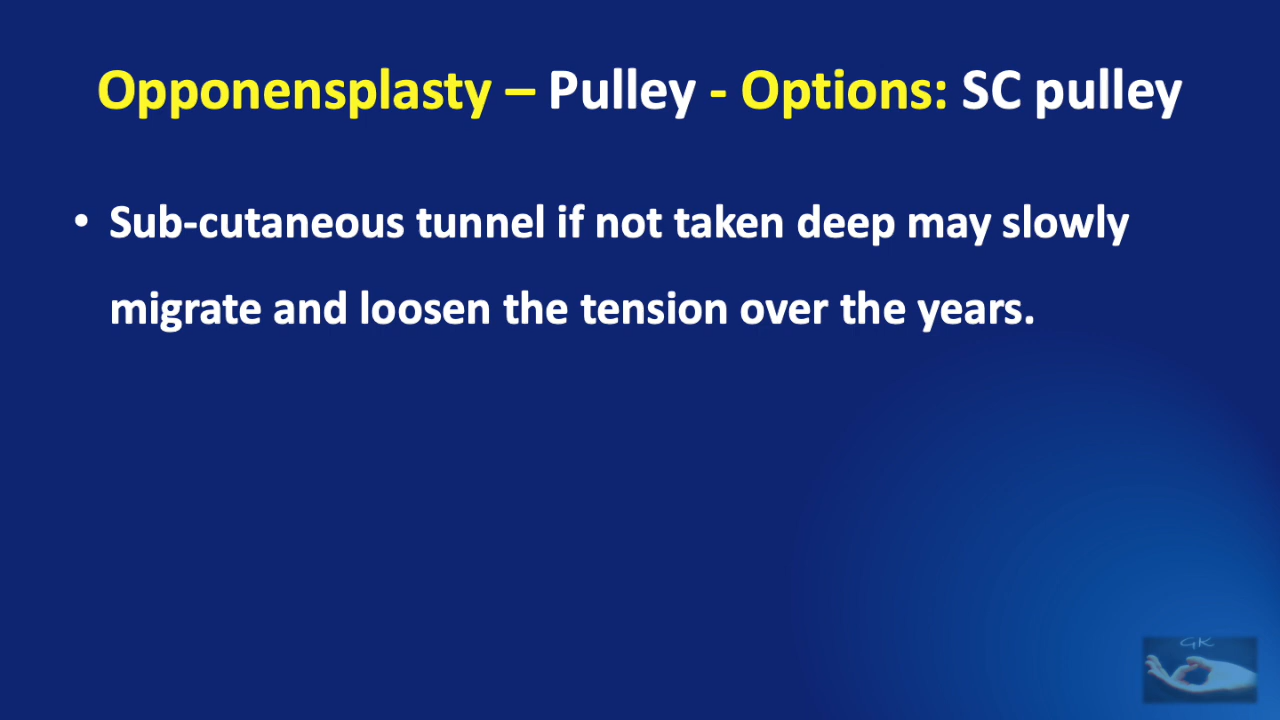 Opponensplasty – Pulley - Options: SC pulley
• Sub-cutaneous tunnel if not taken deep may slowly
migrate and loosen the tension over the years.
GK